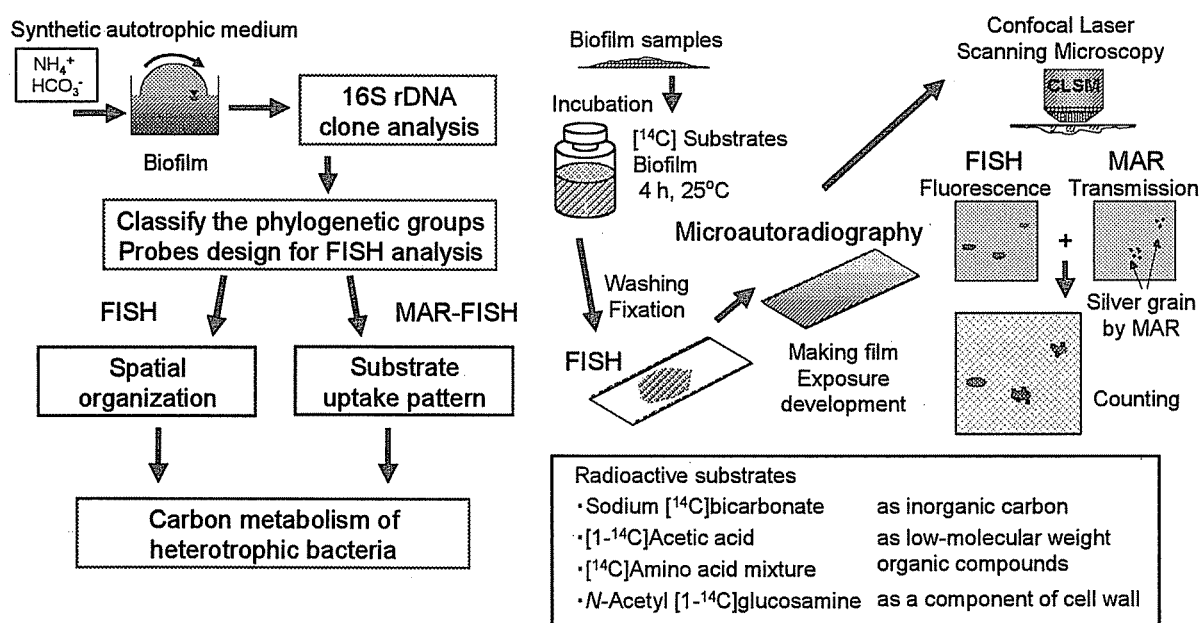 Synthetic autotrophic medium
NH₄⁺
HCO₃⁻
Biofilm
16S rDNA
clone analysis
Classify the phylogenetic groups
Probes design for FISH analysis
FISH
MAR-FISH
Spatial
organization
Substrate
uptake pattern
Carbon metabolism of
heterotrophic bacteria
Biofilm samples
Incubation
[¹⁴C] Substrates
Biofilm
4 h, 25°C
Washing
Fixation
FISH
Microautoradiography
Making film
Exposure
development
Confocal Laser
Scanning Microscopy
CLSM
FISH
Fluorescence
MAR
Transmission
+
Silver grain
by MAR
Counting
Radioactive substrates
·Sodium [¹⁴C]bicarbonate as inorganic carbon
·[1-¹⁴C]Acetic acid as low-molecular weight
·[¹⁴C]Amino acid mixture organic compounds
·N-Acetyl [1-¹⁴C]glucosamine as a component of cell wall